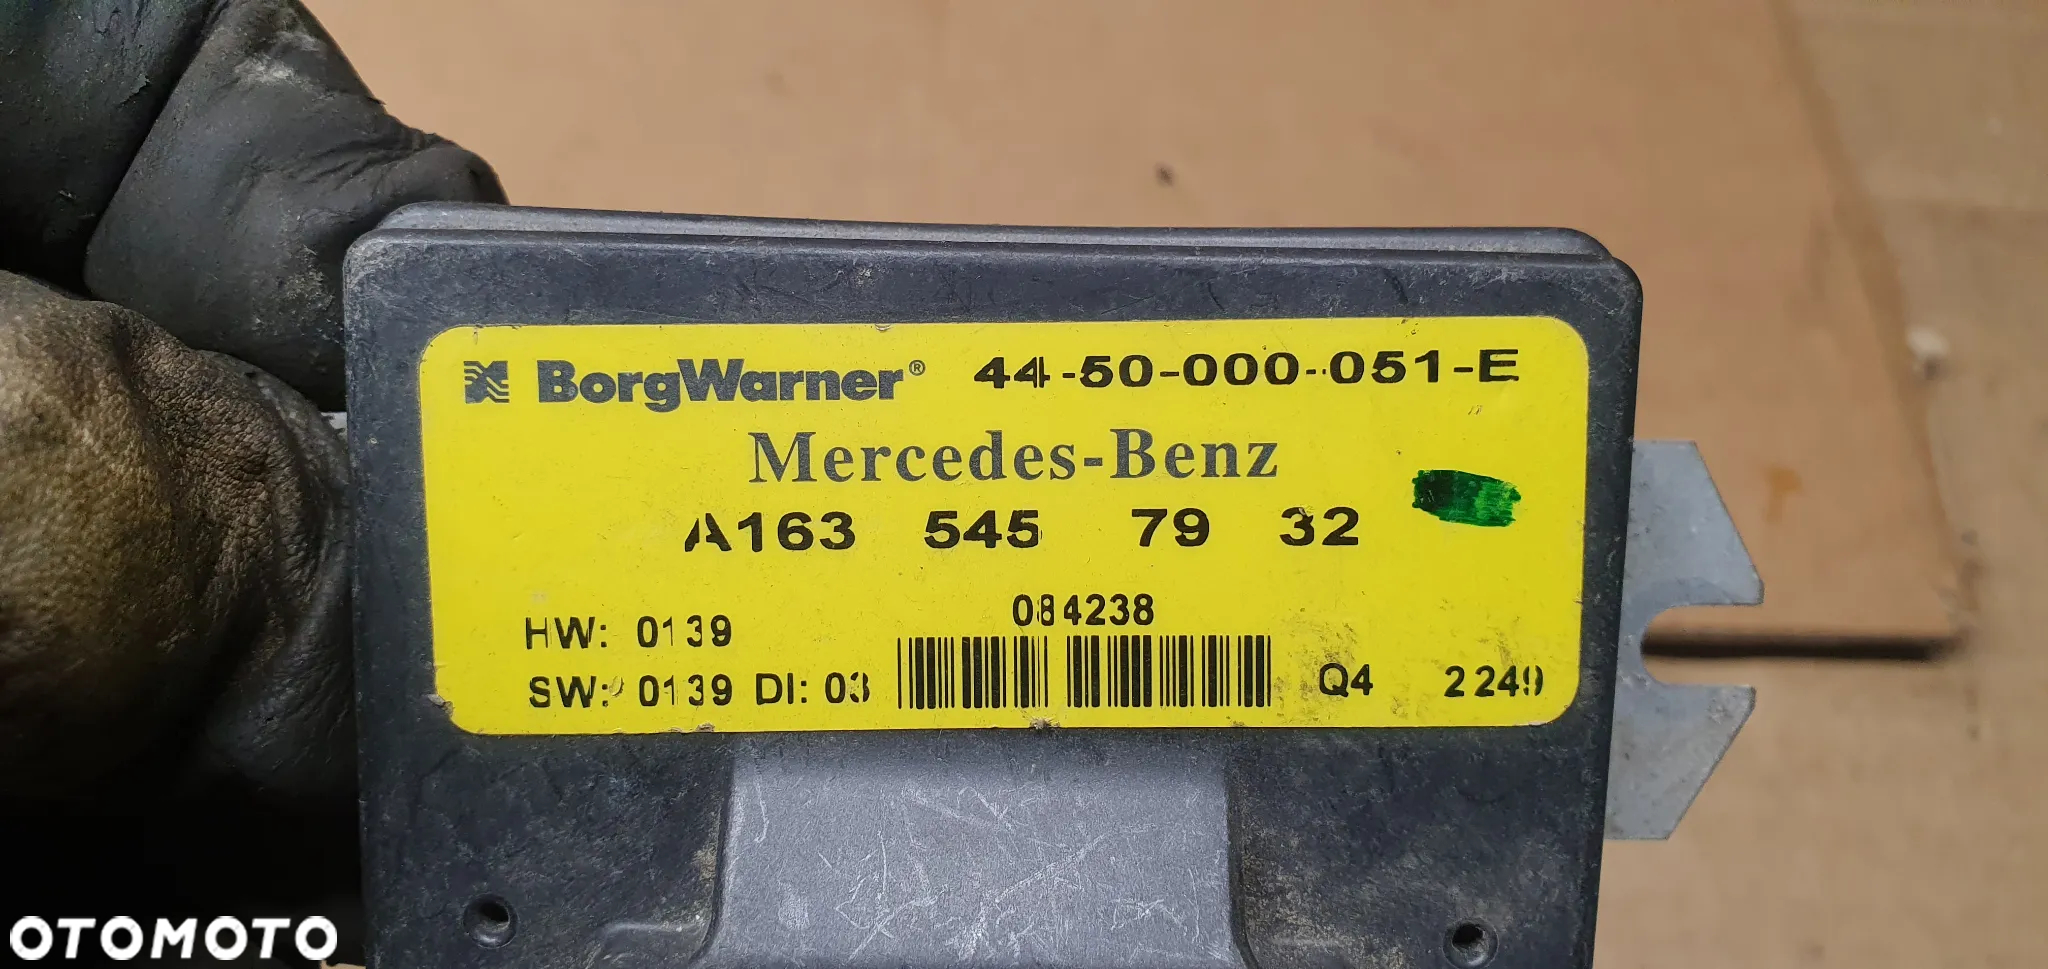 BorgWarner® 44-50-000-051-E
Mercedes-Benz
A163 545 79 32
084238
HW: 0139
SW: 0139 DI: 03
Q4 2249
OTOMOTO